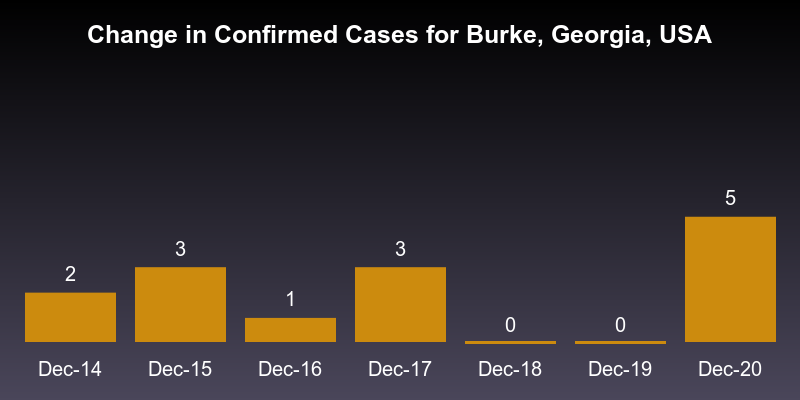 Change in Confirmed Cases for Burke, Georgia, USA
5
3
3
2
1
0
0
Dec-14
Dec-15
Dec-16
Dec-17
Dec-18
Dec-19
Dec-20